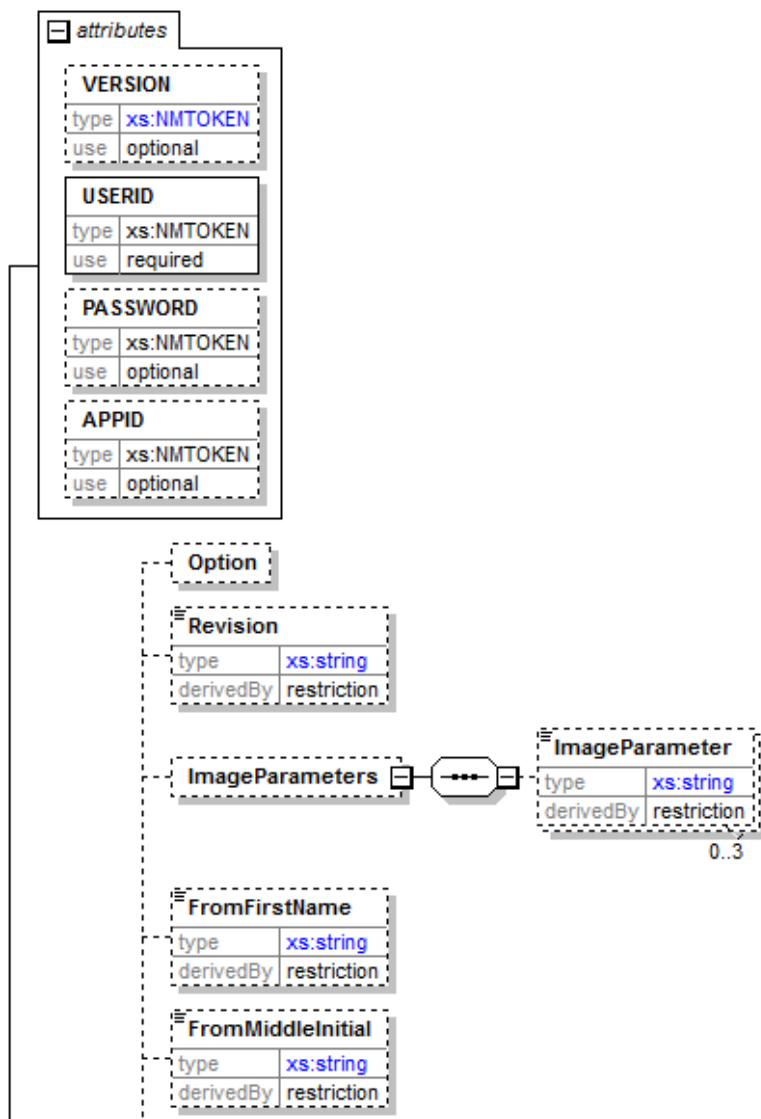 attributes
VERSION
type xs:NMTOKEN
use optional
USERID
type xs:NMTOKEN
use required
PASSWORD
type xs:NMTOKEN
use optional
APPID
type xs:NMTOKEN
use optional
Option
Revision
type xs:string
derivedBy restriction
ImageParameters
ImageParameter
type xs:string
derivedBy restriction
0..3
FromFirstName
type xs:string
derivedBy restriction
FromMiddleInitial
type xs:string
derivedBy restriction